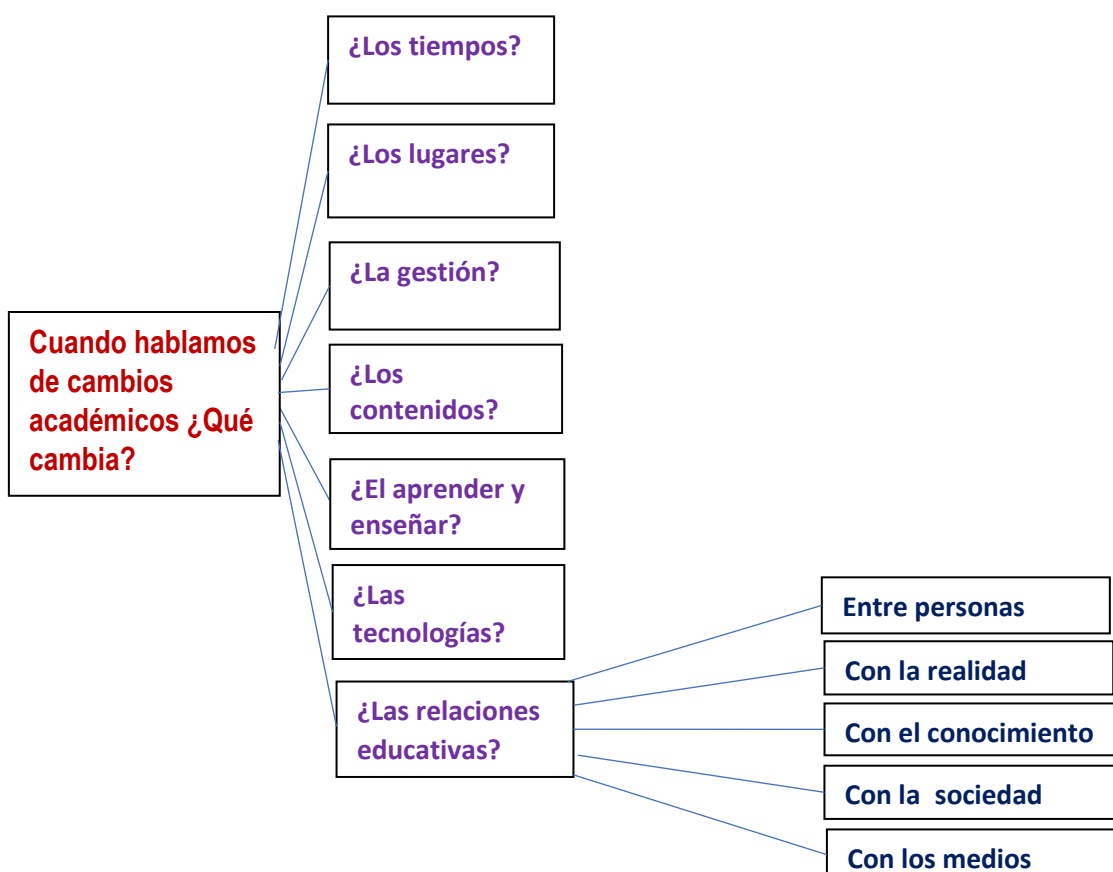 ¿Los tiempos?
¿Los lugares?
¿La gestión?
Cuando hablamos
de cambios
académicos ¿Qué
cambia?
¿Los
contenidos?
¿El aprender y
enseñar?
¿Las
tecnologías?
¿Las relaciones
educativas?
Entre personas
Con la realidad
Con el conocimiento
Con la sociedad
Con los medios